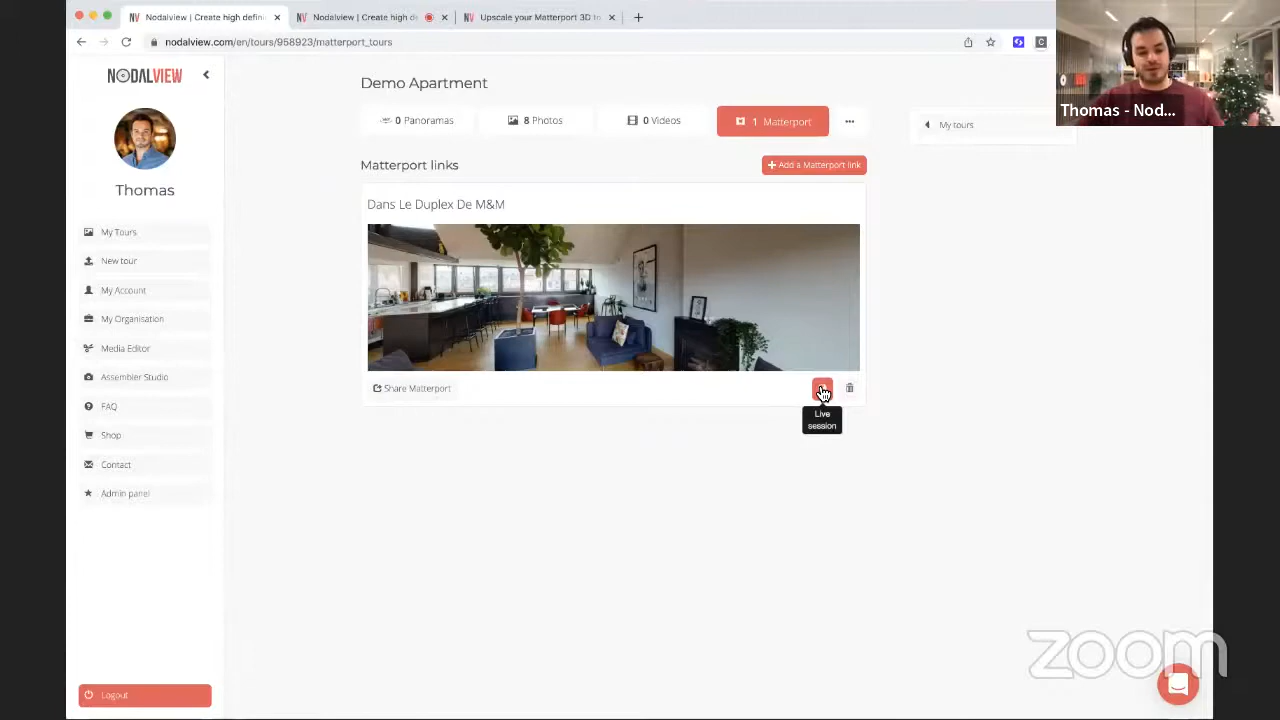 Nodalview | Create high defini
Nodalview | Create high de
Upscale your Matterport 3D to
nodalview.com/en/tours/958923/matterport_tours
Thomas - Nod...
NODALVIEW
Thomas
My Tours
New tour
My Account
My Organisation
Media Editor
Assembler Studio
FAQ
Shop
Contact
Admin panel
Logout
Demo Apartment
0 Panoramas
8 Photos
0 Videos
1 Matterport
My tours
Matterport links
+ Add a Matterport link
Dans Le Duplex De M&M
Share Matterport
Live
session
zoom